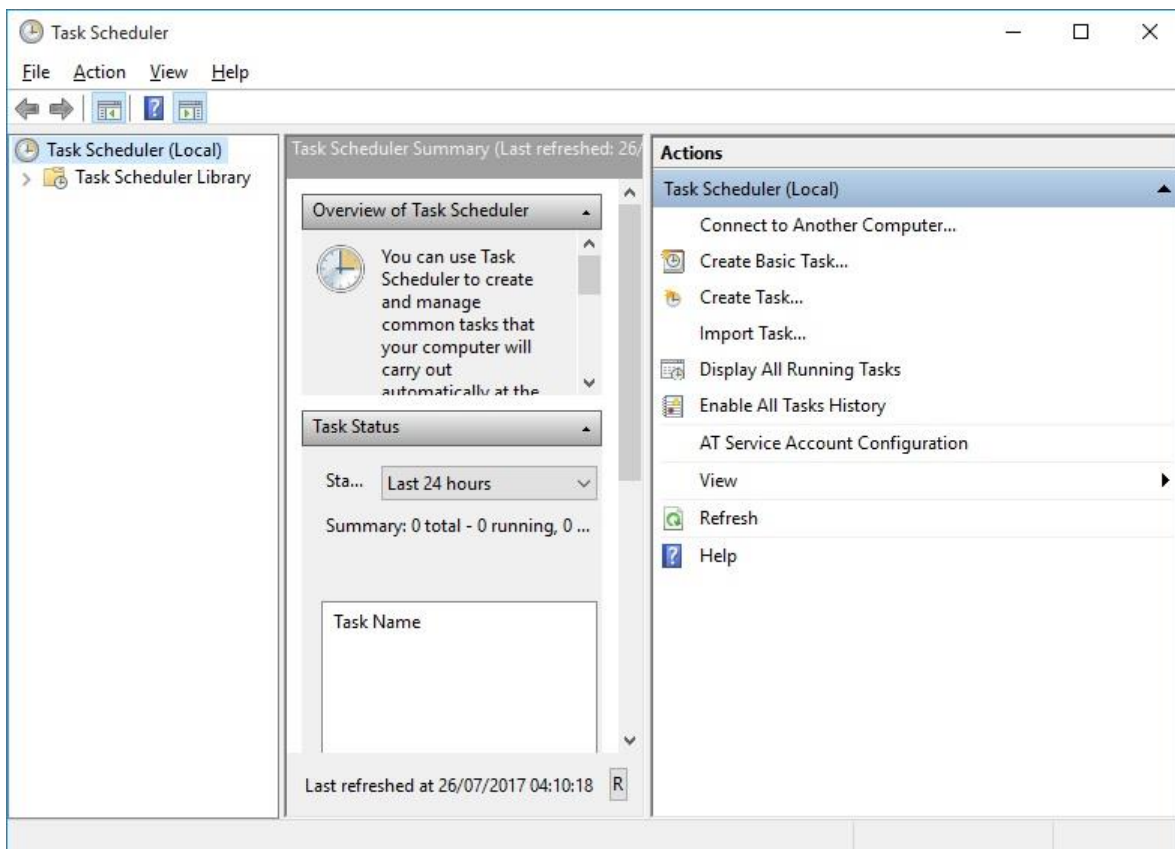 Task Scheduler
File Action View Help
Task Scheduler (Local)
Task Scheduler Library
Task Scheduler Summary (Last refreshed: 26/
Overview of Task Scheduler
You can use Task
Scheduler to create
and manage
common tasks that
your computer will
carry out
automatically at the
Task Status
Sta... Last 24 hours
Summary: 0 total - 0 running, 0 ...
Task Name
Last refreshed at 26/07/2017 04:10:18 R
Actions
Task Scheduler (Local)
Connect to Another Computer...
Create Basic Task...
Create Task...
Import Task...
Display All Running Tasks
Enable All Tasks History
AT Service Account Configuration
View
Refresh
Help